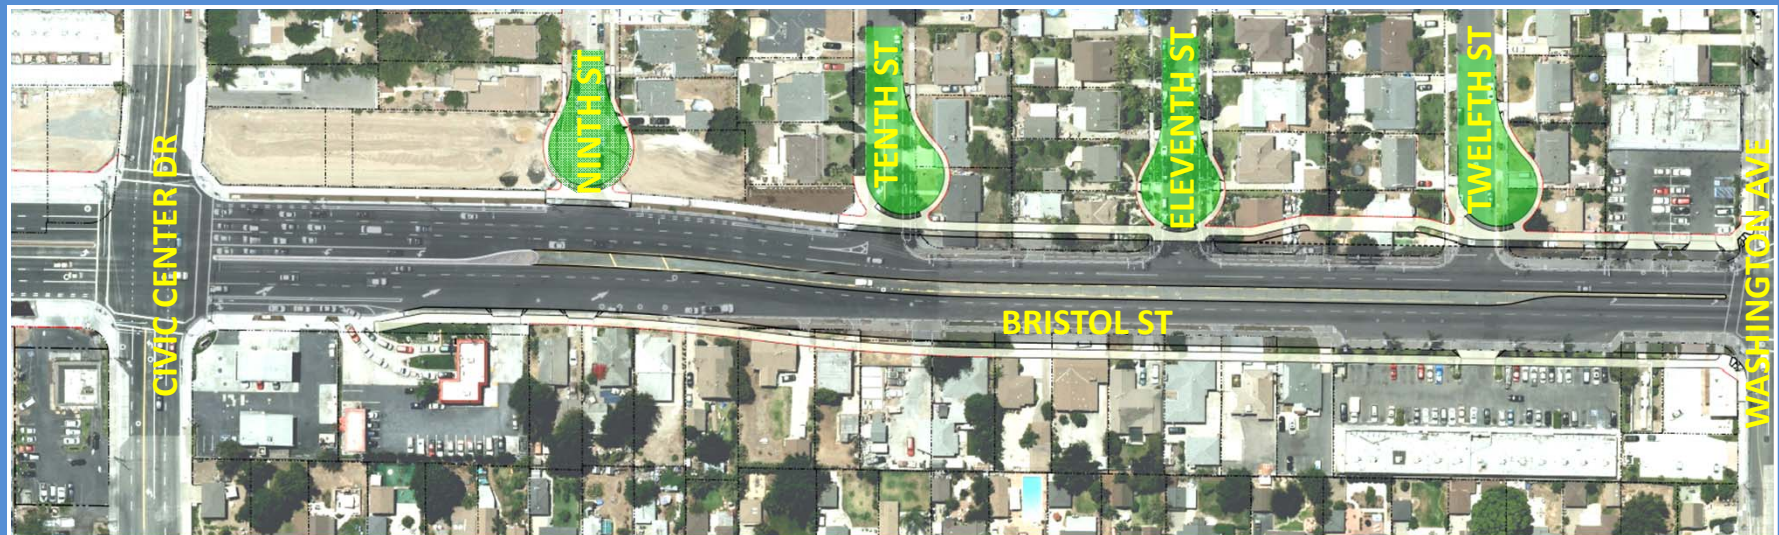 CIVIC CENTER DR
NINTH ST
TENTH ST
ELEVENTH ST
TWELFTH ST
WASHINGTON AVE
BRISTOL ST